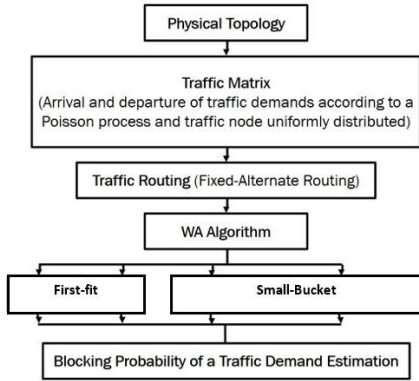 Physical Topology
Traffic Matrix
(Arrival and departure of traffic demands according to a
Poisson process and traffic node uniformly distributed)
Traffic Routing (Fixed-Alternate Routing)
WA Algorithm
First-fit
Small-Bucket
Blocking Probability of a Traffic Demand Estimation